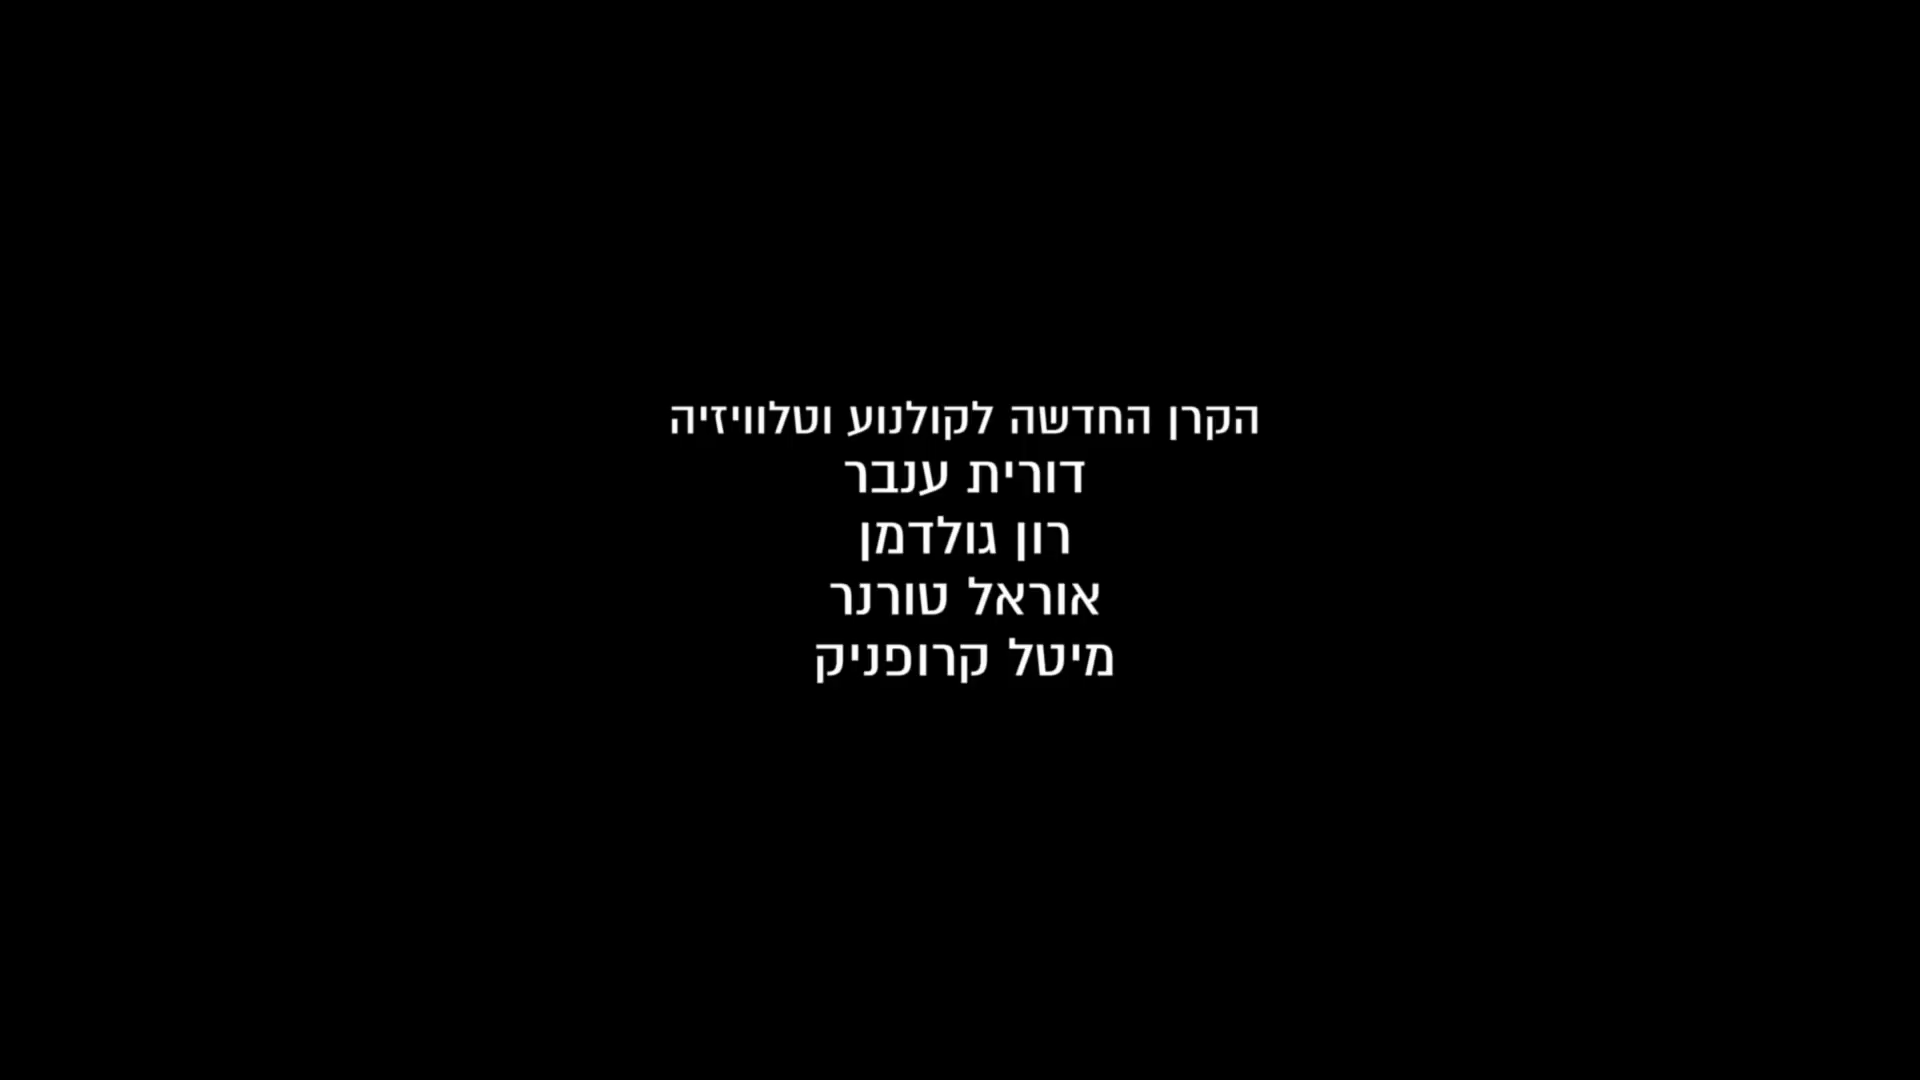 הקרן החדשה לקולנוע וטלוויזיה
דורית ענבר
רון גולדמן
אוראל טורנר
מיטל קרופניק